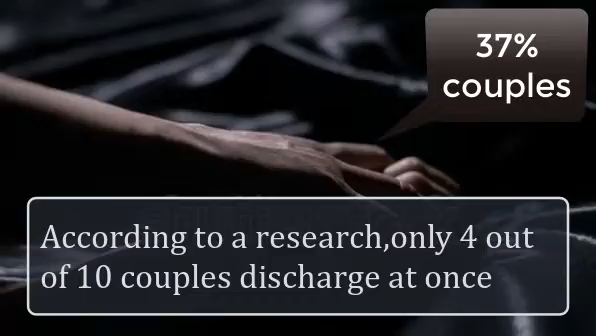 37%
couples
According to a research,only 4 out
of 10 couples discharge at once